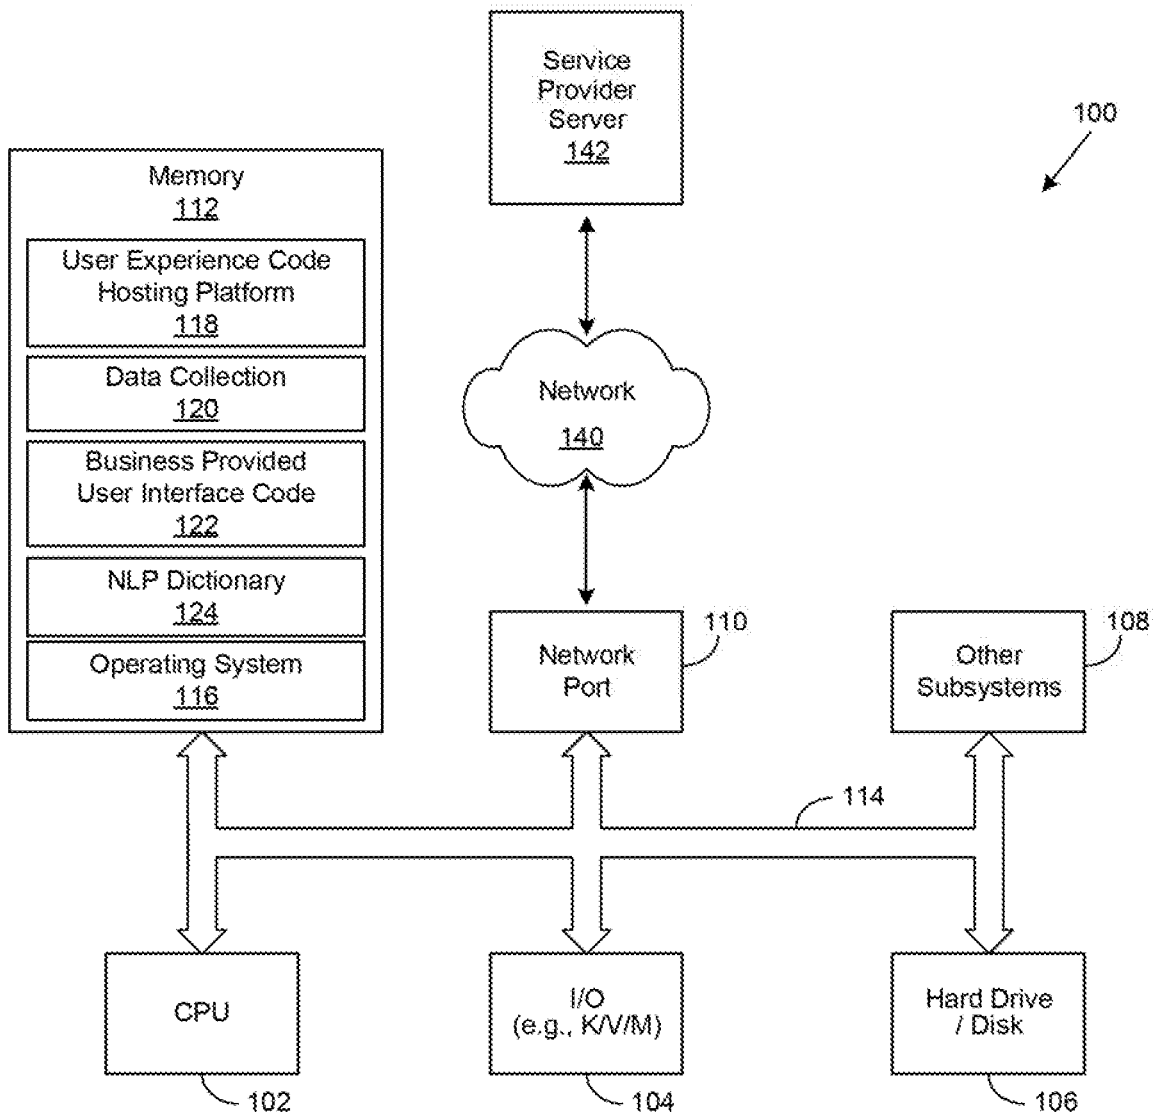 Service
Provider
Server
142
100
Memory
112
User Experience Code
Hosting Platform
118
Data Collection
120
Business Provided
User Interface Code
122
NLP Dictionary
124
Operating System
116
Network
140
Network
Port
110
Other
Subsystems
108
114
CPU
102
I/O
(e.g., K/V/M)
104
Hard Drive
/ Disk
106